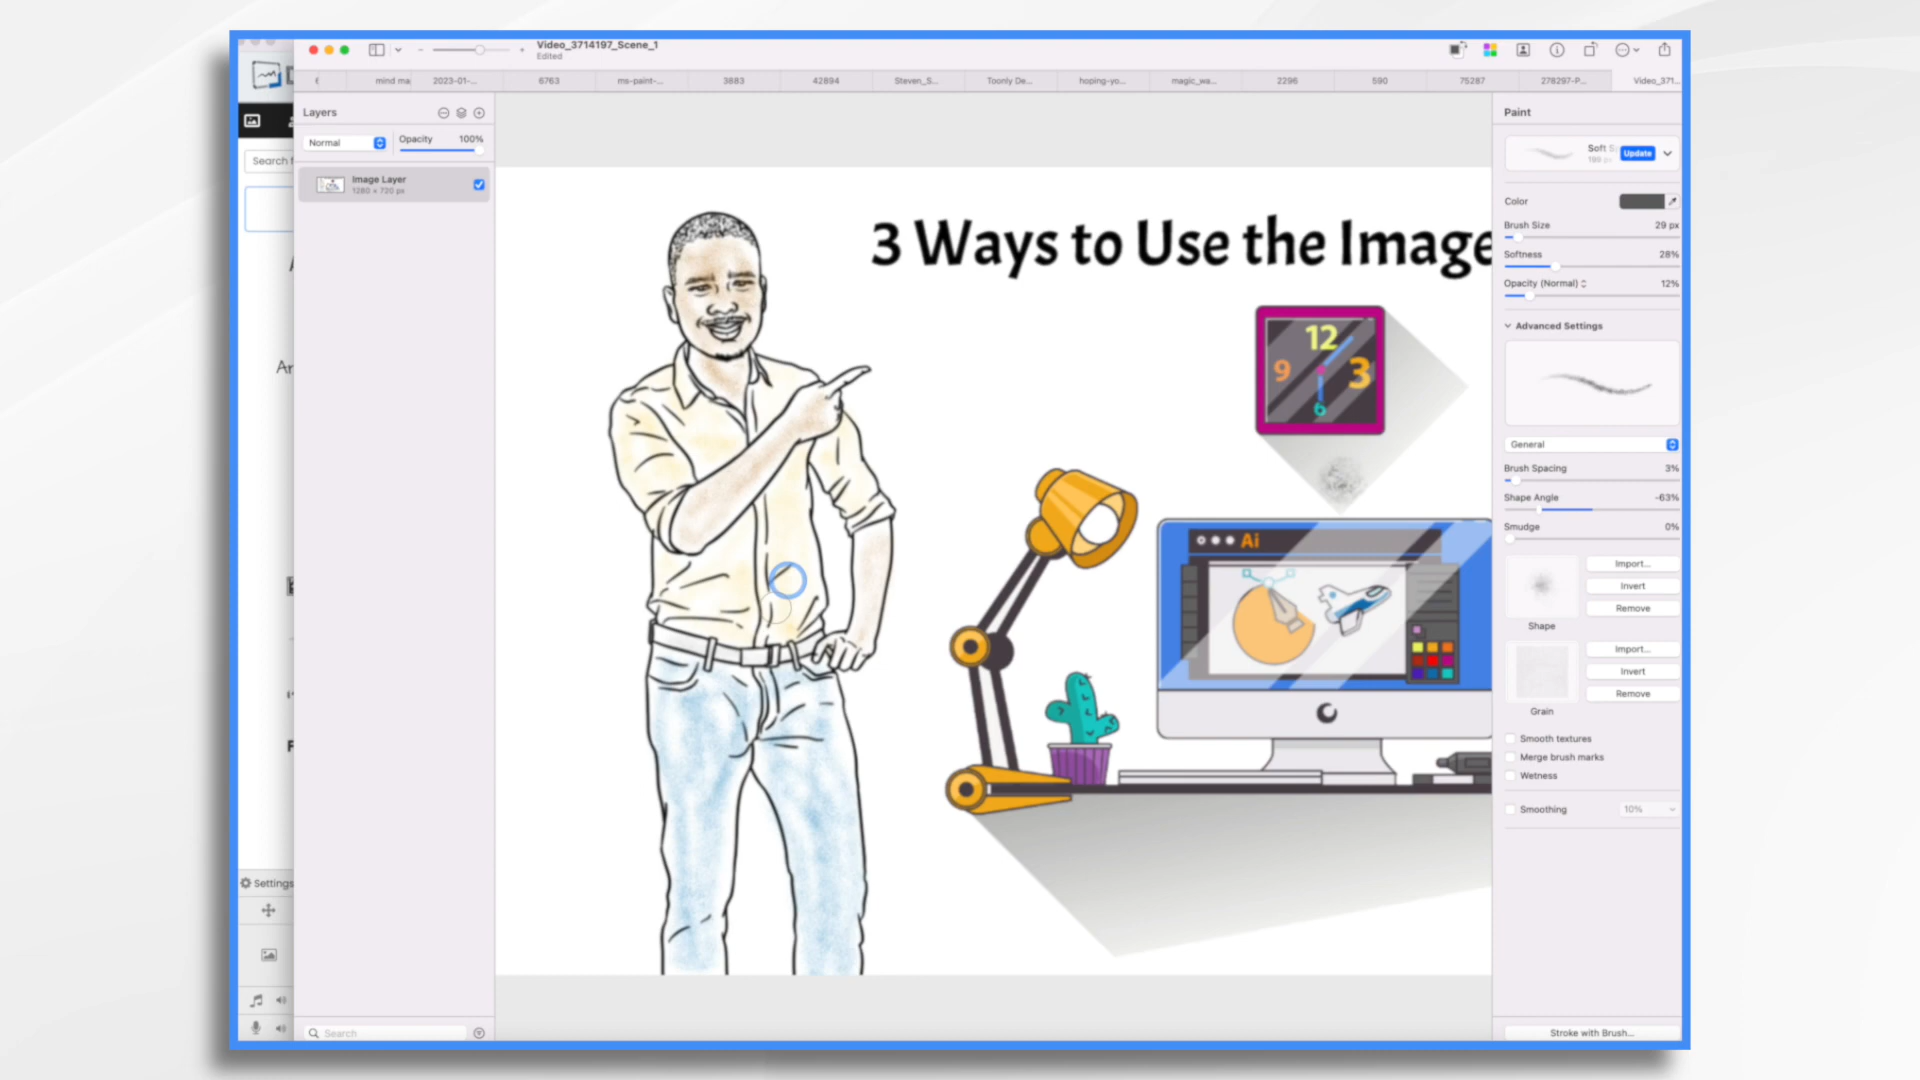 Video_3714197_Scene_1
Edited
mind ma
2023-01-...
6763
ms-paint-...
3883
42894
Steven_S...
Toonly De...
hoping-yo...
magic_wa...
2296
590
75287
278297-P...
Video_371...
Layers
Normal
Opacity 100%
Image Layer
1280 × 730 px
Search
Search f
Ar
Settings
3 Ways to Use the Image
12
9
3
6
Ai
Paint
Soft S
199 px
Update
Color
Brush Size 29 px
Softness 28%
Opacity (Normal) 12%
Advanced Settings
General
Brush Spacing 3%
Shape Angle -63%
Smudge 0%
Import...
Invert
Remove
Shape
Import...
Invert
Remove
Grain
Smooth textures
Merge brush marks
Wetness
Smoothing 10%
Stroke with Brush...